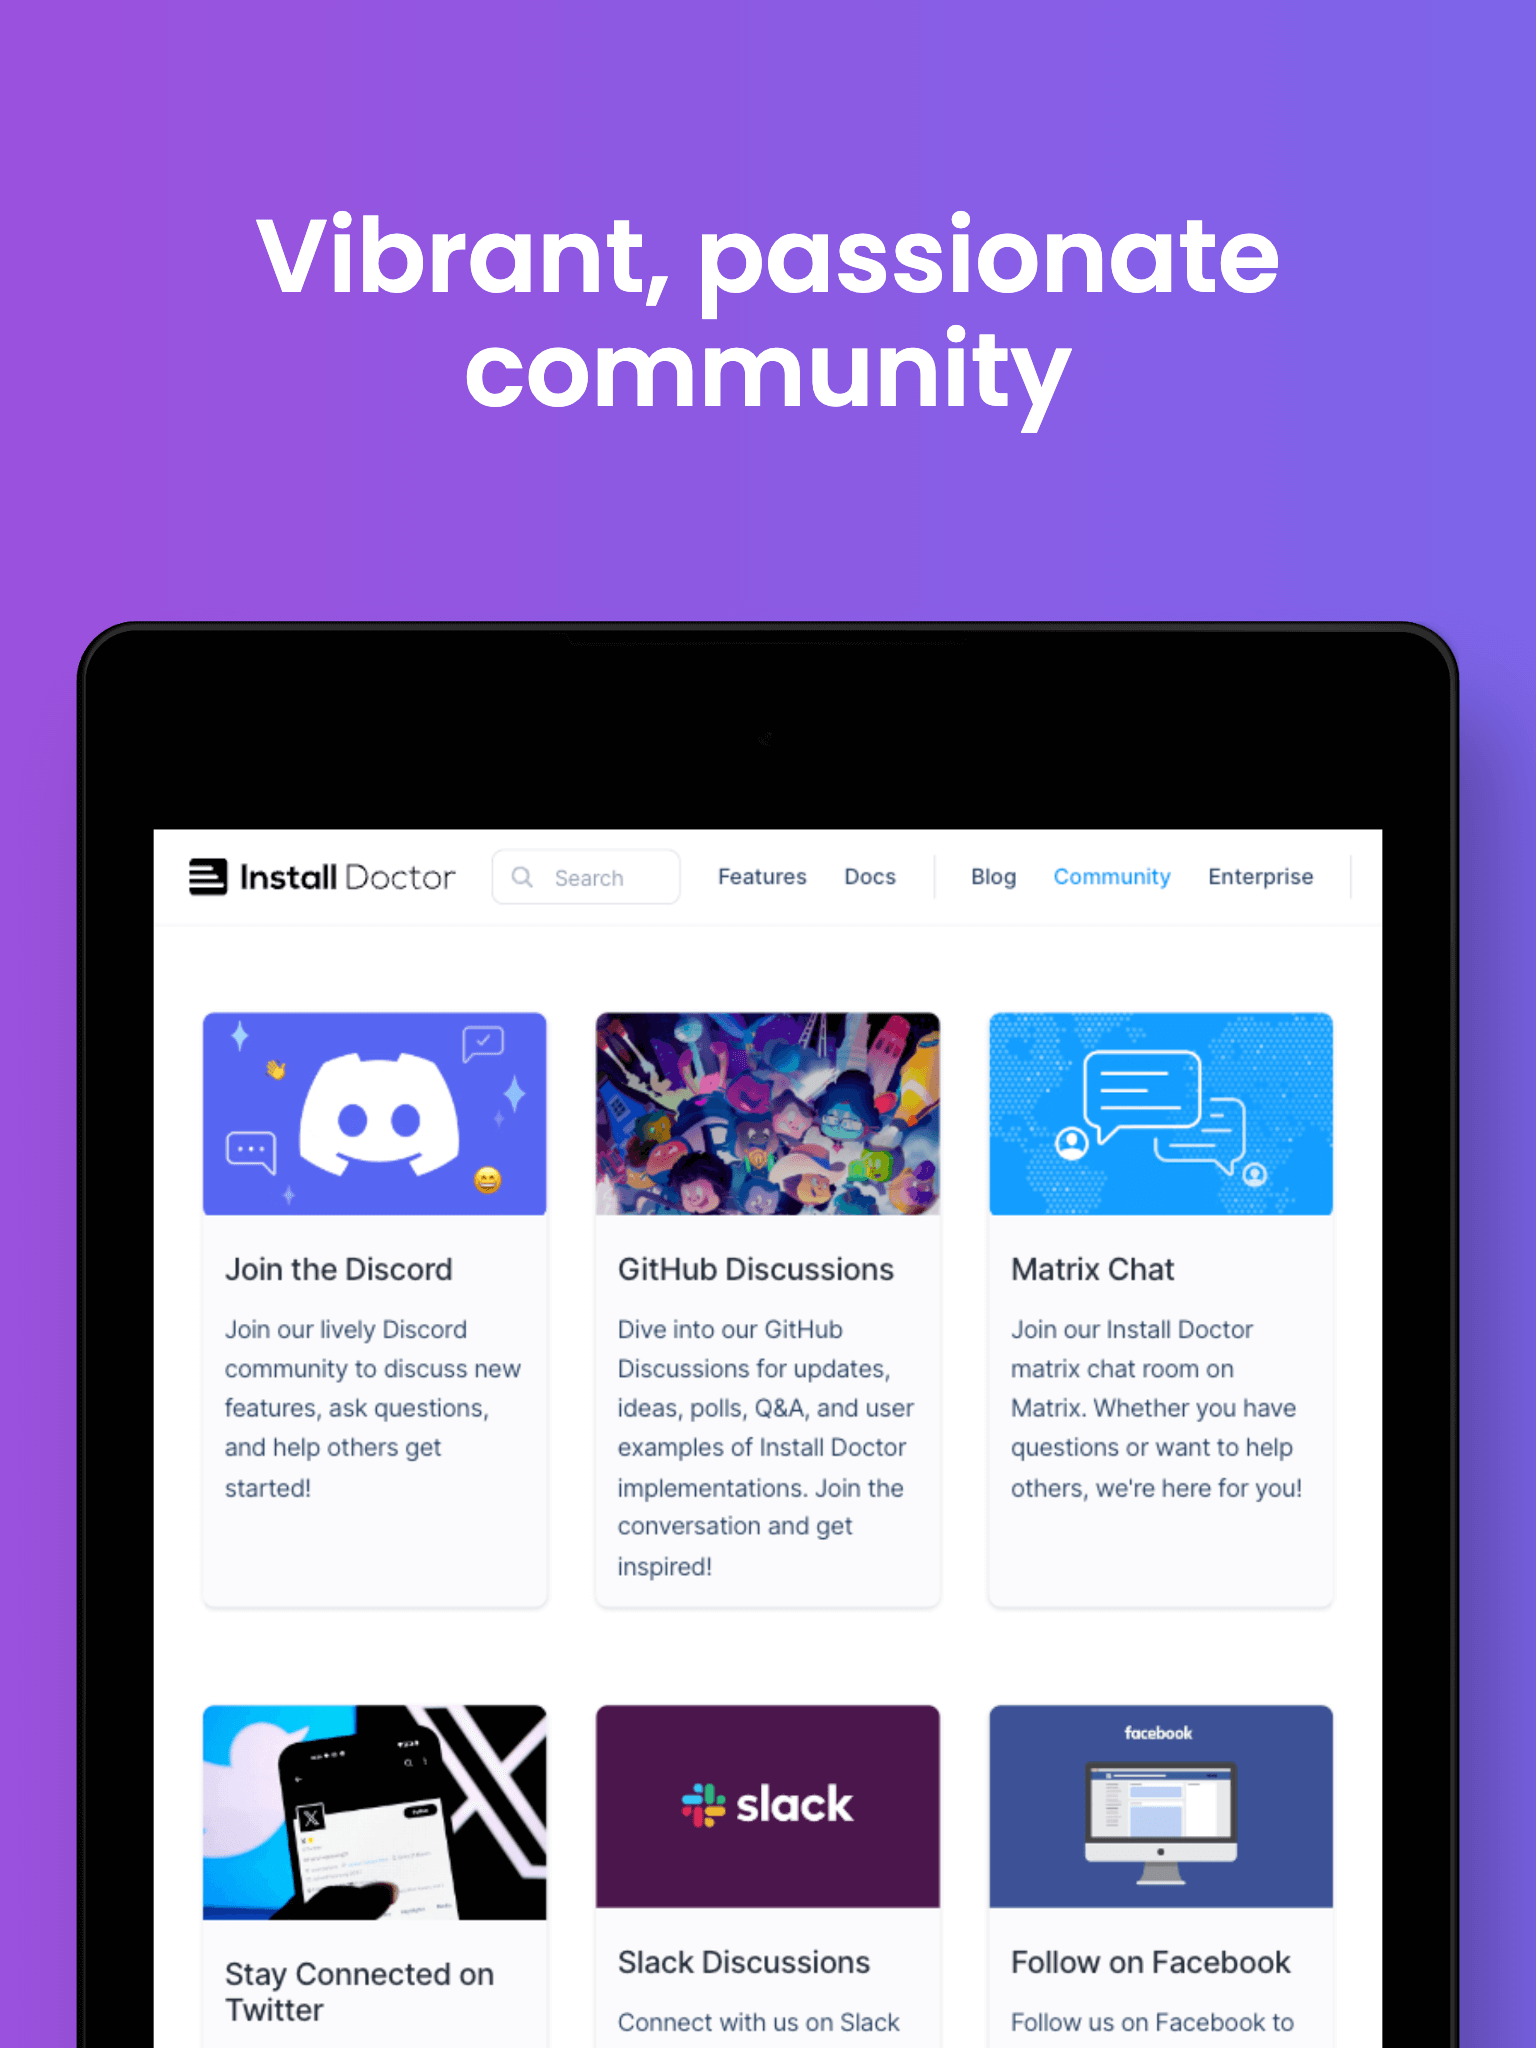 Vibrant, passionate
community
Install Doctor
Search
Features
Docs
Blog
Community
Enterprise
Join the Discord
Join our lively Discord
community to discuss new
features, ask questions,
and help others get
started!
GitHub Discussions
Dive into our GitHub
Discussions for updates,
ideas, polls, Q&A, and user
examples of Install Doctor
implementations. Join the
conversation and get
inspired!
Matrix Chat
Join our Install Doctor
matrix chat room on
Matrix. Whether you have
questions or want to help
others, we're here for you!
Stay Connected on
Twitter
slack
Slack Discussions
Connect with us on Slack
facebook
Follow on Facebook
Follow us on Facebook to